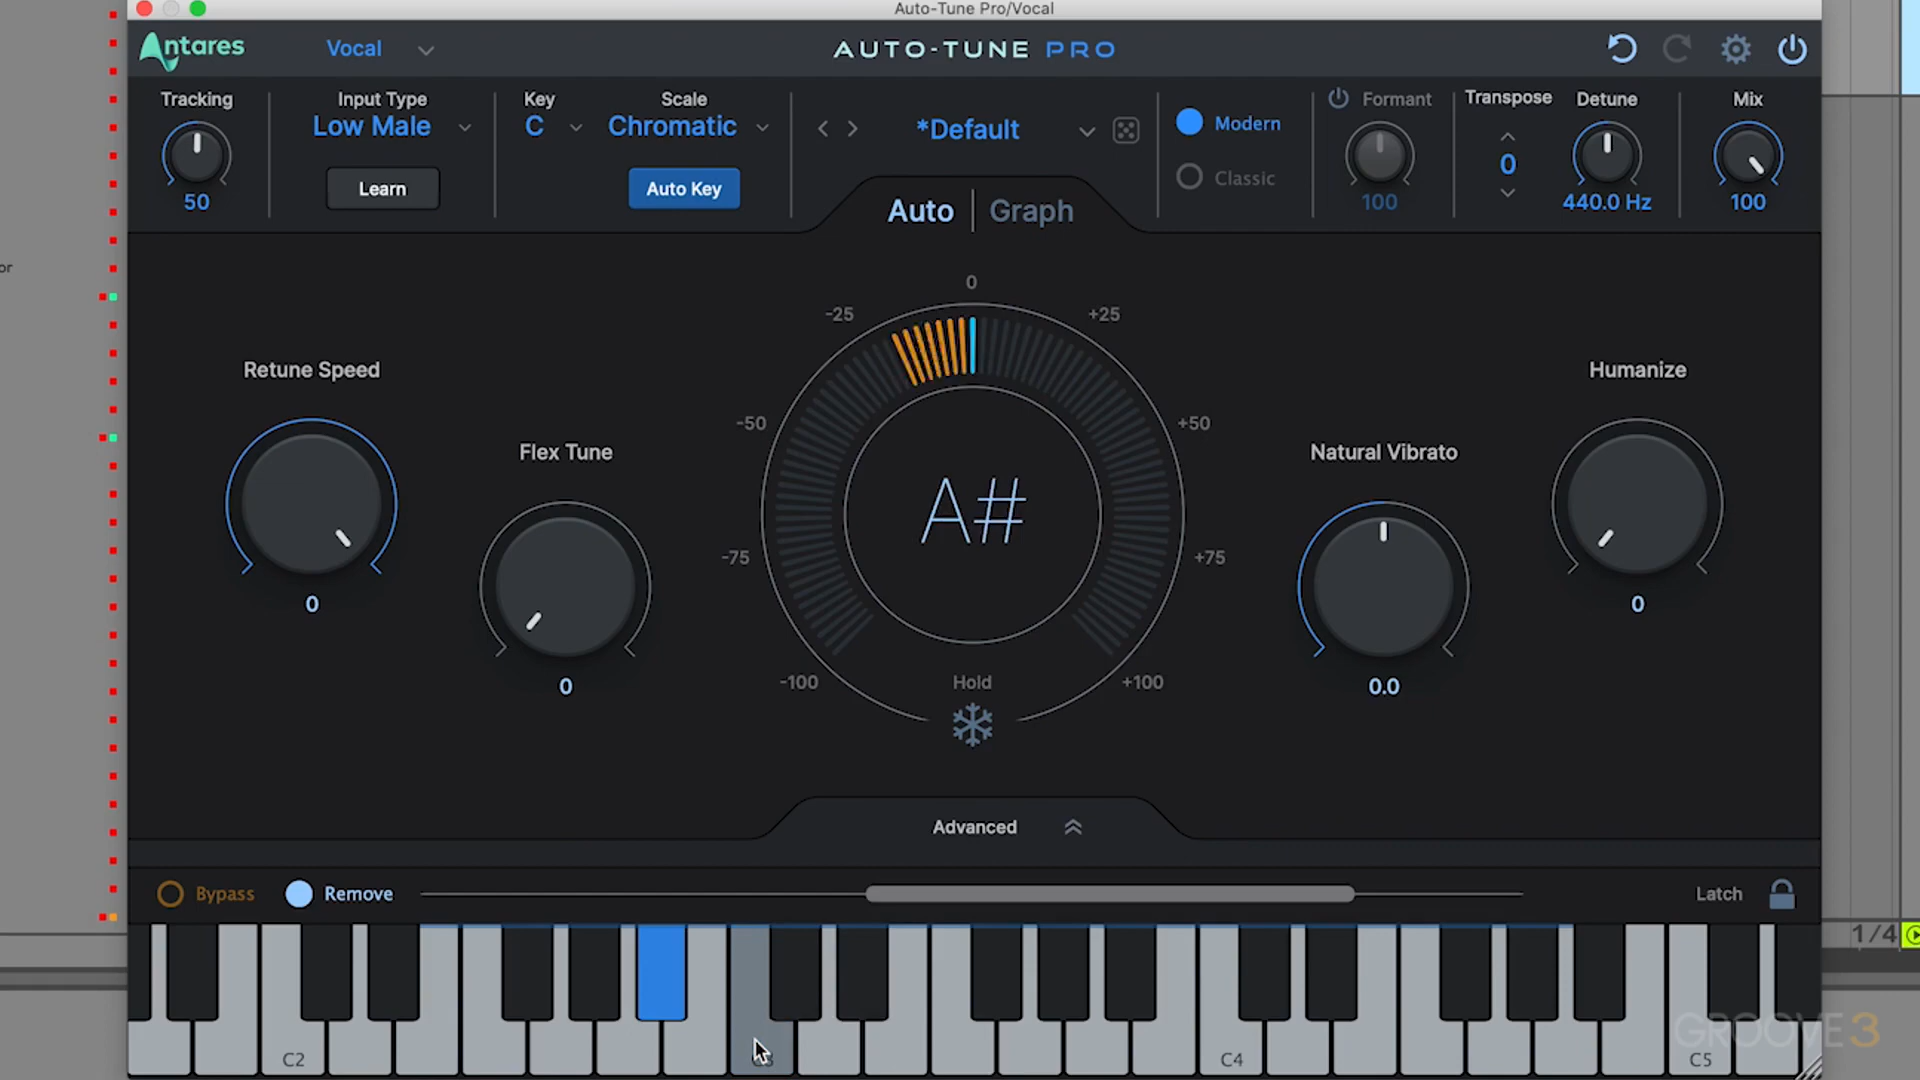 Auto-Tune Pro/Vocal
Antares
Vocal
AUTO-TUNE PRO
Tracking
50
Input Type
Low Male
Learn
Key
C
Scale
Chromatic
Auto Key
*Default
Modern
Classic
Formant
100
Transpose
0
Detune
440.0 Hz
Mix
100
Auto
Graph
or
0
-25
+25
-50
+50
-75
+75
-100
+100
Retune Speed
0
Flex Tune
0
A#
Hold
Natural Vibrato
0.0
Humanize
0
Advanced
Bypass
Remove
Latch
1/4
C2
C4
C5
GROOVE 3